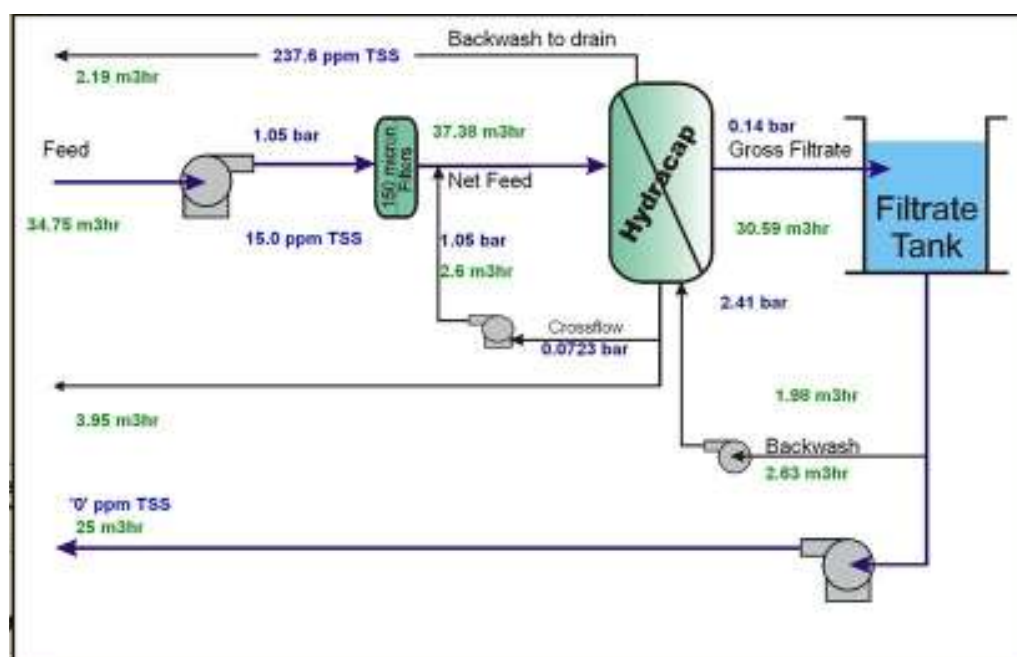 Backwash to drain
237.6 ppm TSS
2.19 m3hr
1.05 bar
37.38 m3hr
0.14 bar
Feed
150 micron
Filters
Hydracap
Gross Filtrate
Net Feed
Filtrate
Tank
34.75 m3hr
15.0 ppm TSS
1.05 bar
30.59 m3hr
2.6 m3hr
2.41 bar
Crossflow
0.0723 bar
3.95 m3hr
1.98 m3hr
Backwash
2.63 m3hr
'0' ppm TSS
25 m3hr